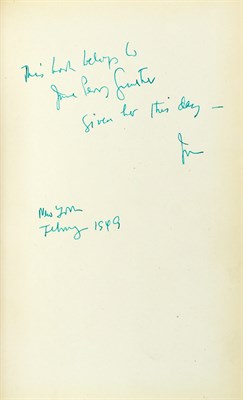 This book belongs to
Jane Perry Gunther
given her this day —
New York
February 1949